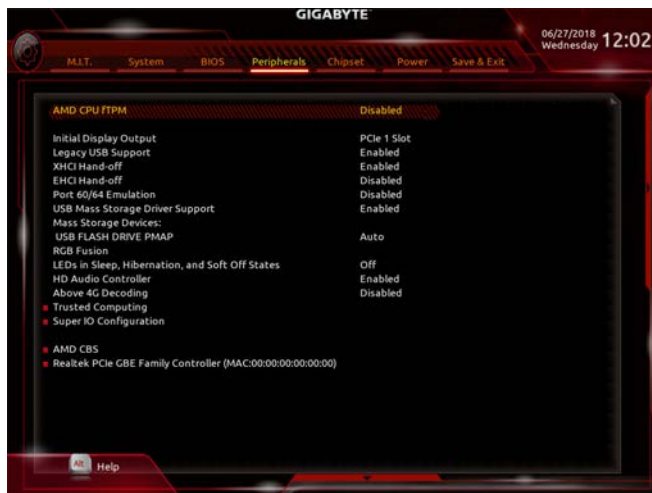 GIGABYTE
06/27/2018 Wednesday 12:02
M.I.T. System BIOS Peripherals Chipset Power Save & Exit
AMD CPU fTPM Disabled
Initial Display Output PCIe 1 Slot
Legacy USB Support Enabled
XHCI Hand-off Enabled
EHCI Hand-off Disabled
Port 60/64 Emulation Disabled
USB Mass Storage Driver Support Enabled
Mass Storage Devices:
USB FLASH DRIVE PMAP Auto
RGB Fusion
LEDs in Sleep, Hibernation, and Soft Off States Off
HD Audio Controller Enabled
Above 4G Decoding Disabled
Trusted Computing
Super IO Configuration
AMD CBS
Realtek PCIe GBE Family Controller (MAC:00:00:00:00:00:00)
Alt Help